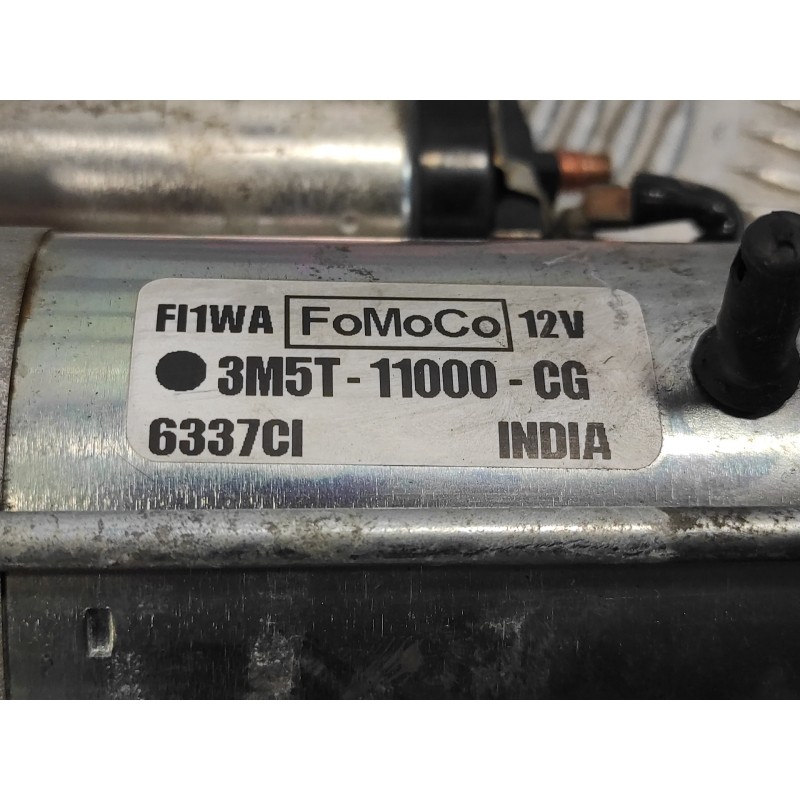 FI1WA FoMoCo 12V
● 3M5T - 11000 - CG
6337CI INDIA